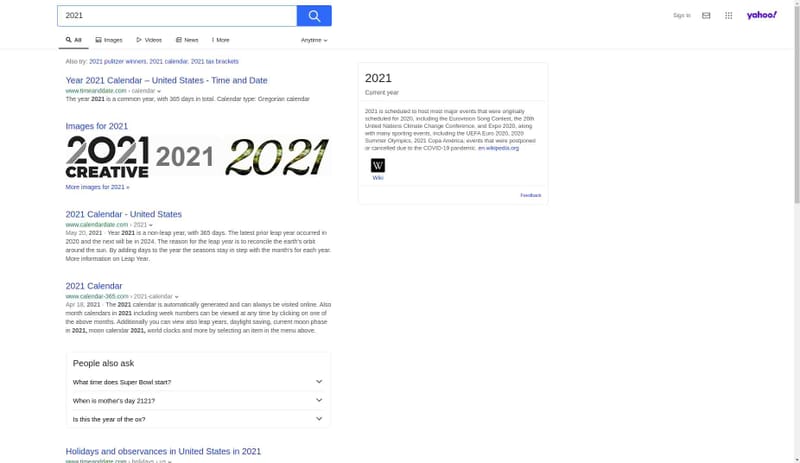 2021
Sign In
yahoo!
All
Images
Videos
News
More
Anytime
Also try: 2021 pulitzer winners, 2021 calendar, 2021 tax brackets
Year 2021 Calendar – United States - Time and Date
www.timeanddate.com › calendar
The year 2021 is a common year, with 365 days in total. Calendar type: Gregorian calendar
Images for 2021
2021
CREATIVE
2021
2021
More images for 2021 »
2021 Calendar - United States
www.calendardate.com › 2021
May 20, 2021 · Year 2021 is a non-leap year, with 365 days. The latest prior leap year occurred in
2020 and the next will be in 2024. The reason for the leap year is to reconcile the earth's orbit
around the sun. By adding days to the year the seasons stay in step with the month's for each year.
More information on Leap Year.
2021 Calendar
www.calendar-365.com › 2021-calendar
Apr 18, 2021 · The 2021 calendar is automatically generated and can always be visited online. Also
month calendars in 2021 including week numbers can be viewed at any time by clicking on one of
the above months. Additionally you can view also leap years, daylight saving, current moon phase
in 2021, moon calendar 2021, world clocks and more by selecting an item in the menu above.
People also ask
What time does Super Bowl start?
When is mother's day 2121?
Is this the year of the ox?
Holidays and observances in United States in 2021
www.timeanddate.com › holidays › us
2021
Current year
2021 is scheduled to host most major events that were originally
scheduled for 2020, including the Eurovision Song Contest, the 26th
United Nations Climate Change Conference, and Expo 2020, along
with many sporting events, including the UEFA Euro 2020, 2020
Summer Olympics, 2021 Copa América, events that were postponed
or cancelled due to the COVID-19 pandemic. en.wikipedia.org
W
Wiki
Feedback